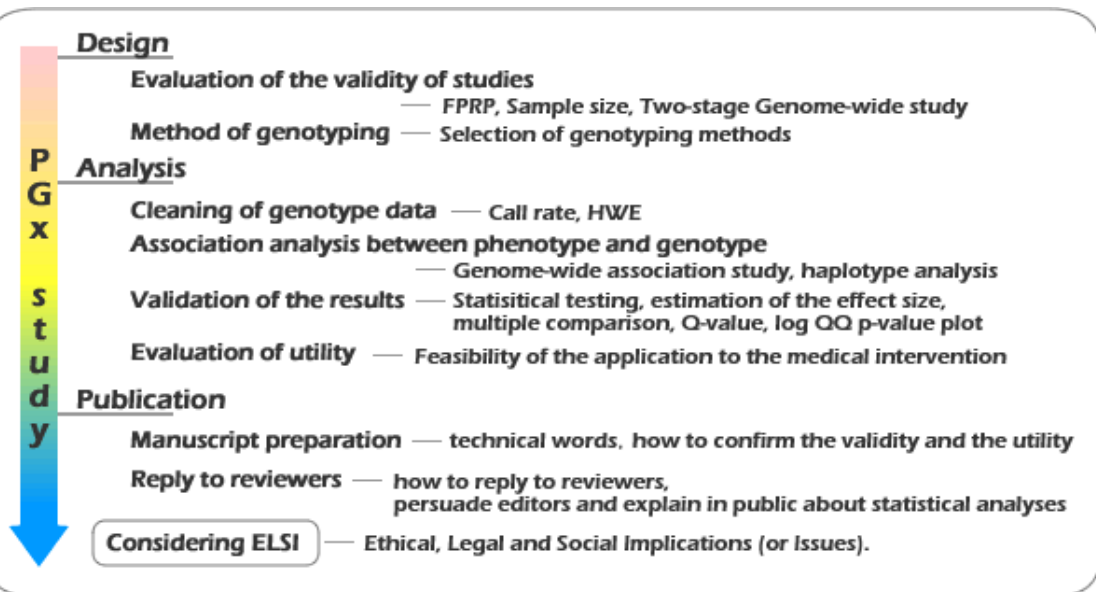 PGx study
Design
Evaluation of the validity of studies
— FPRP, Sample size, Two-stage Genome-wide study
Method of genotyping — Selection of genotyping methods
Analysis
Cleaning of genotype data — Call rate, HWE
Association analysis between phenotype and genotype
— Genome-wide association study, haplotype analysis
Validation of the results — Statisitical testing, estimation of the effect size,
multiple comparison, Q-value, log QQ p-value plot
Evaluation of utility — Feasibility of the application to the medical intervention
Publication
Manuscript preparation — technical words, how to confirm the validity and the utility
Reply to reviewers — how to reply to reviewers,
persuade editors and explain in public about statistical analyses
Considering ELSI — Ethical, Legal and Social Implications (or Issues).